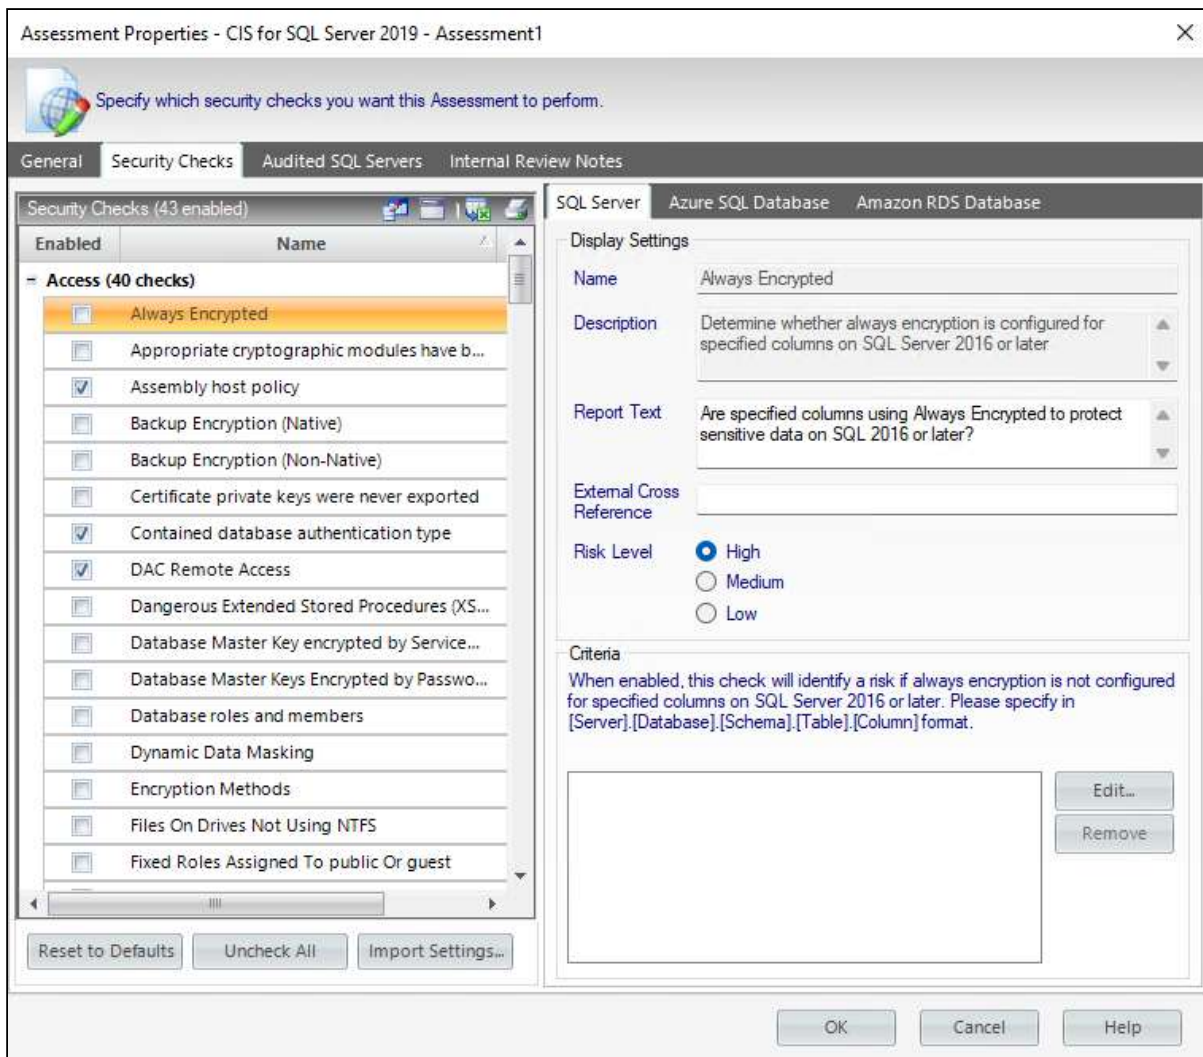 Assessment Properties - CIS for SQL Server 2019 - Assessment1
Specify which security checks you want this Assessment to perform.
General Security Checks Audited SQL Servers Internal Review Notes
Security Checks (43 enabled)
Enabled Name
Access (40 checks)
Always Encrypted
Appropriate cryptographic modules have b...
Assembly host policy
Backup Encryption (Native)
Backup Encryption (Non-Native)
Certificate private keys were never exported
Contained database authentication type
DAC Remote Access
Dangerous Extended Stored Procedures (XS...
Database Master Key encrypted by Service...
Database Master Keys Encrypted by Passwo...
Database roles and members
Dynamic Data Masking
Encryption Methods
Files On Drives Not Using NTFS
Fixed Roles Assigned To public Or guest
Reset to Defaults Uncheck All Import Settings...
SQL Server Azure SQL Database Amazon RDS Database
Display Settings
Name Always Encrypted
Description Determine whether always encryption is configured for
specified columns on SQL Server 2016 or later
Report Text Are specified columns using Always Encrypted to protect
sensitive data on SQL 2016 or later?
External Cross
Reference
Risk Level High
Medium
Low
Criteria
When enabled, this check will identify a risk if always encryption is not configured
for specified columns on SQL Server 2016 or later. Please specify in
[Server].[Database].[Schema].[Table].[Column] format.
Edit...
Remove
OK Cancel Help